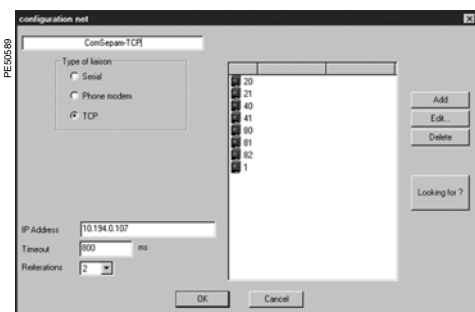 configuration net
PE50589
ComSepam-TCP
Type of liaison
Serial
Phone modem
TCP
20
21
40
41
80
81
82
1
Add
Edit...
Delete
Looking for ?
IP Address
10.194.0.107
Timeout
800
ms
Reiterations
2
OK
Cancel